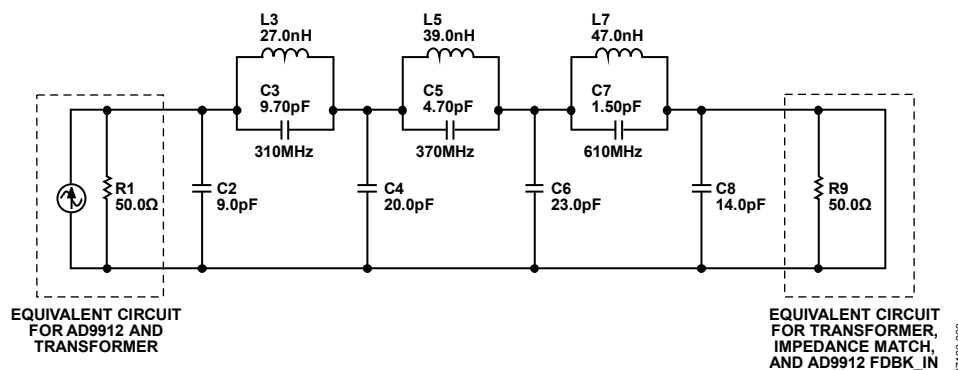 L3
27.0nH
L5
39.0nH
L7
47.0nH
C3
9.70pF
C5
4.70pF
C7
1.50pF
310MHz
370MHz
610MHz
R1
50.0Ω
C2
9.0pF
C4
20.0pF
C6
23.0pF
C8
14.0pF
R9
50.0Ω
EQUIVALENT CIRCUIT
FOR AD9912 AND
TRANSFORMER
EQUIVALENT CIRCUIT
FOR TRANSFORMER,
IMPEDANCE MATCH,
AND AD9912 FDBK_IN